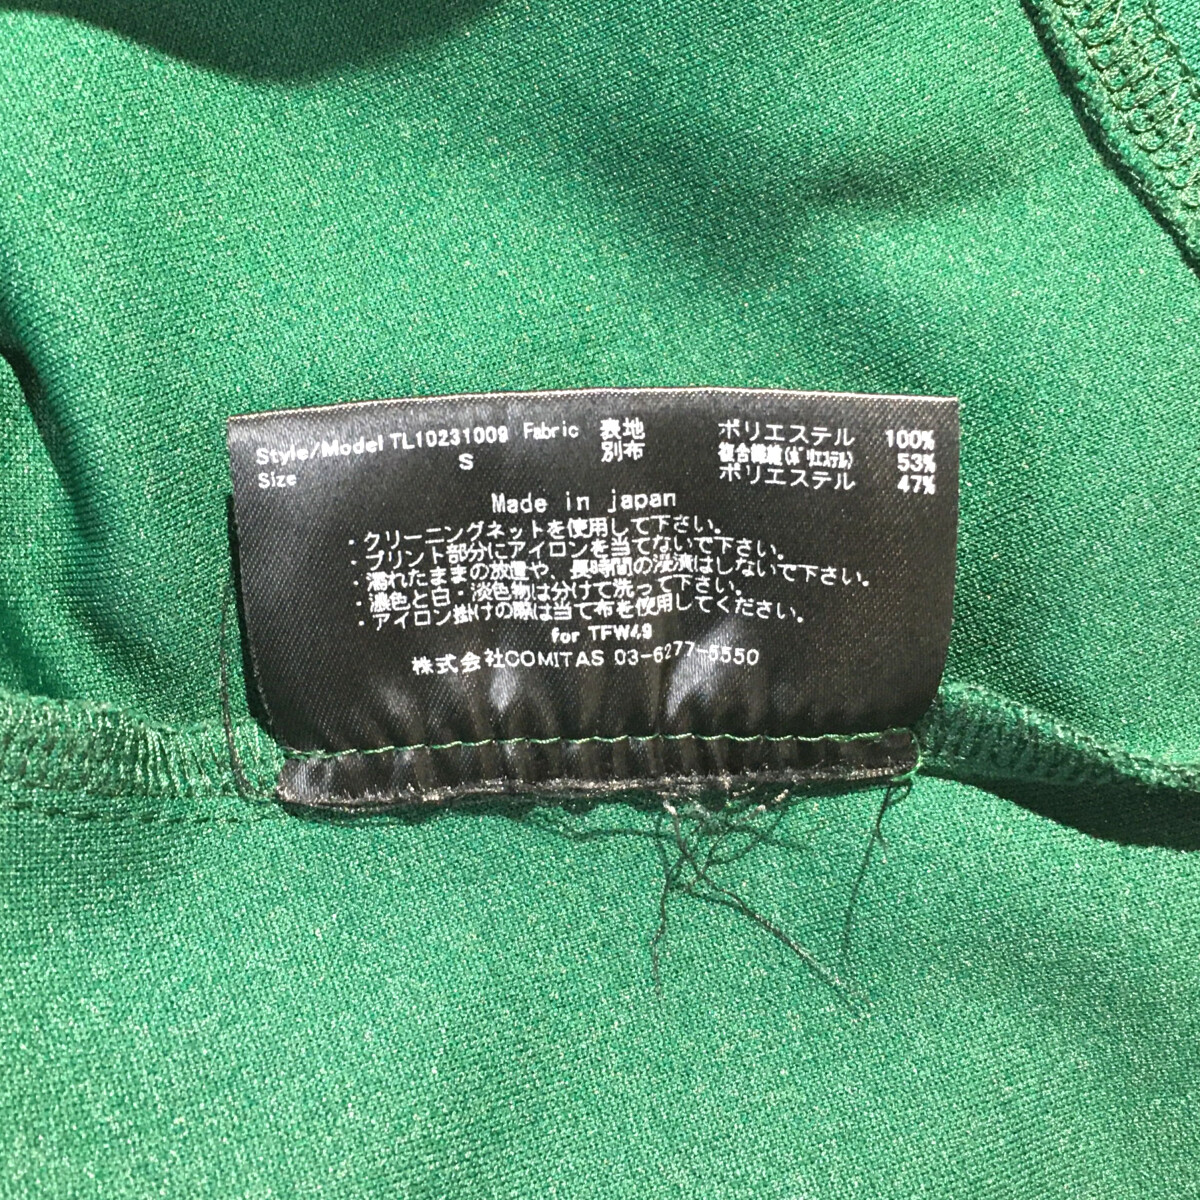 Style/Model TL10231009 Fabric 表地 ポリエステル 100%
Size S 別布 複合繊維(ポリエステル) 53%
ポリエステル 47%
Made in japan
・クリーニングネットを使用して下さい。
・プリント部分にアイロンを当てないで下さい。
・濡れたままの放置や、長時間の浸漬はしないで下さい。
・濃色と白・淡色物は分けて洗って下さい。
・アイロン掛けの際は当て布を使用してください。
for TFW49
株式会社COMITAS 03-6277-5550